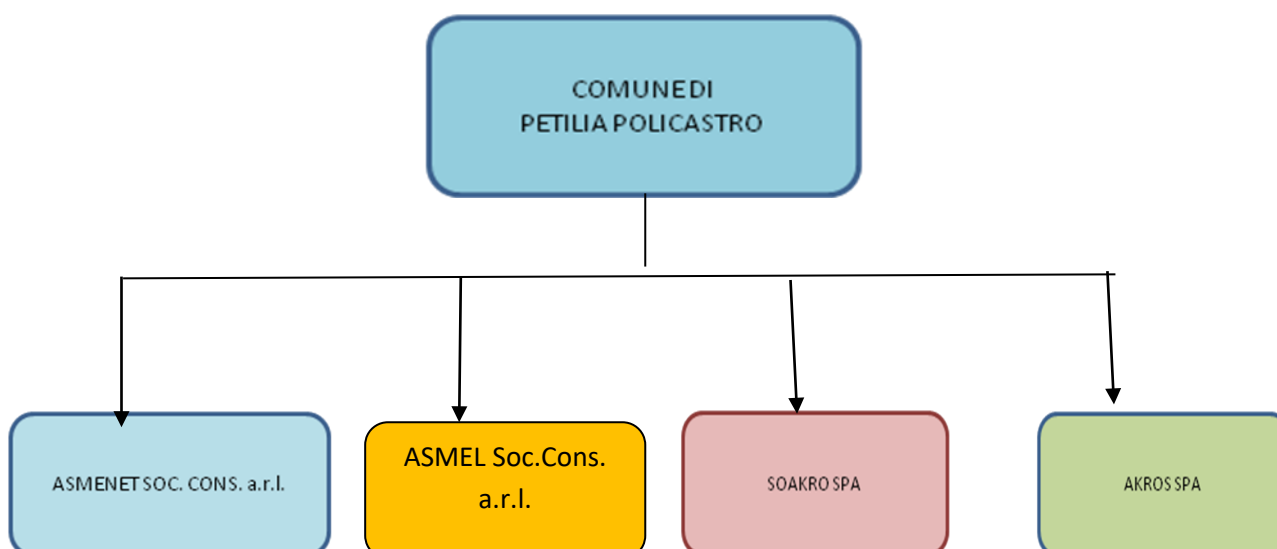 COMUNE DI
PETILIA POLICASTRO
ASMENET SOC. CONS. a.r.l.
ASMEL Soc.Cons.
a.r.l.
SOAKRO SPA
AKROS SPA